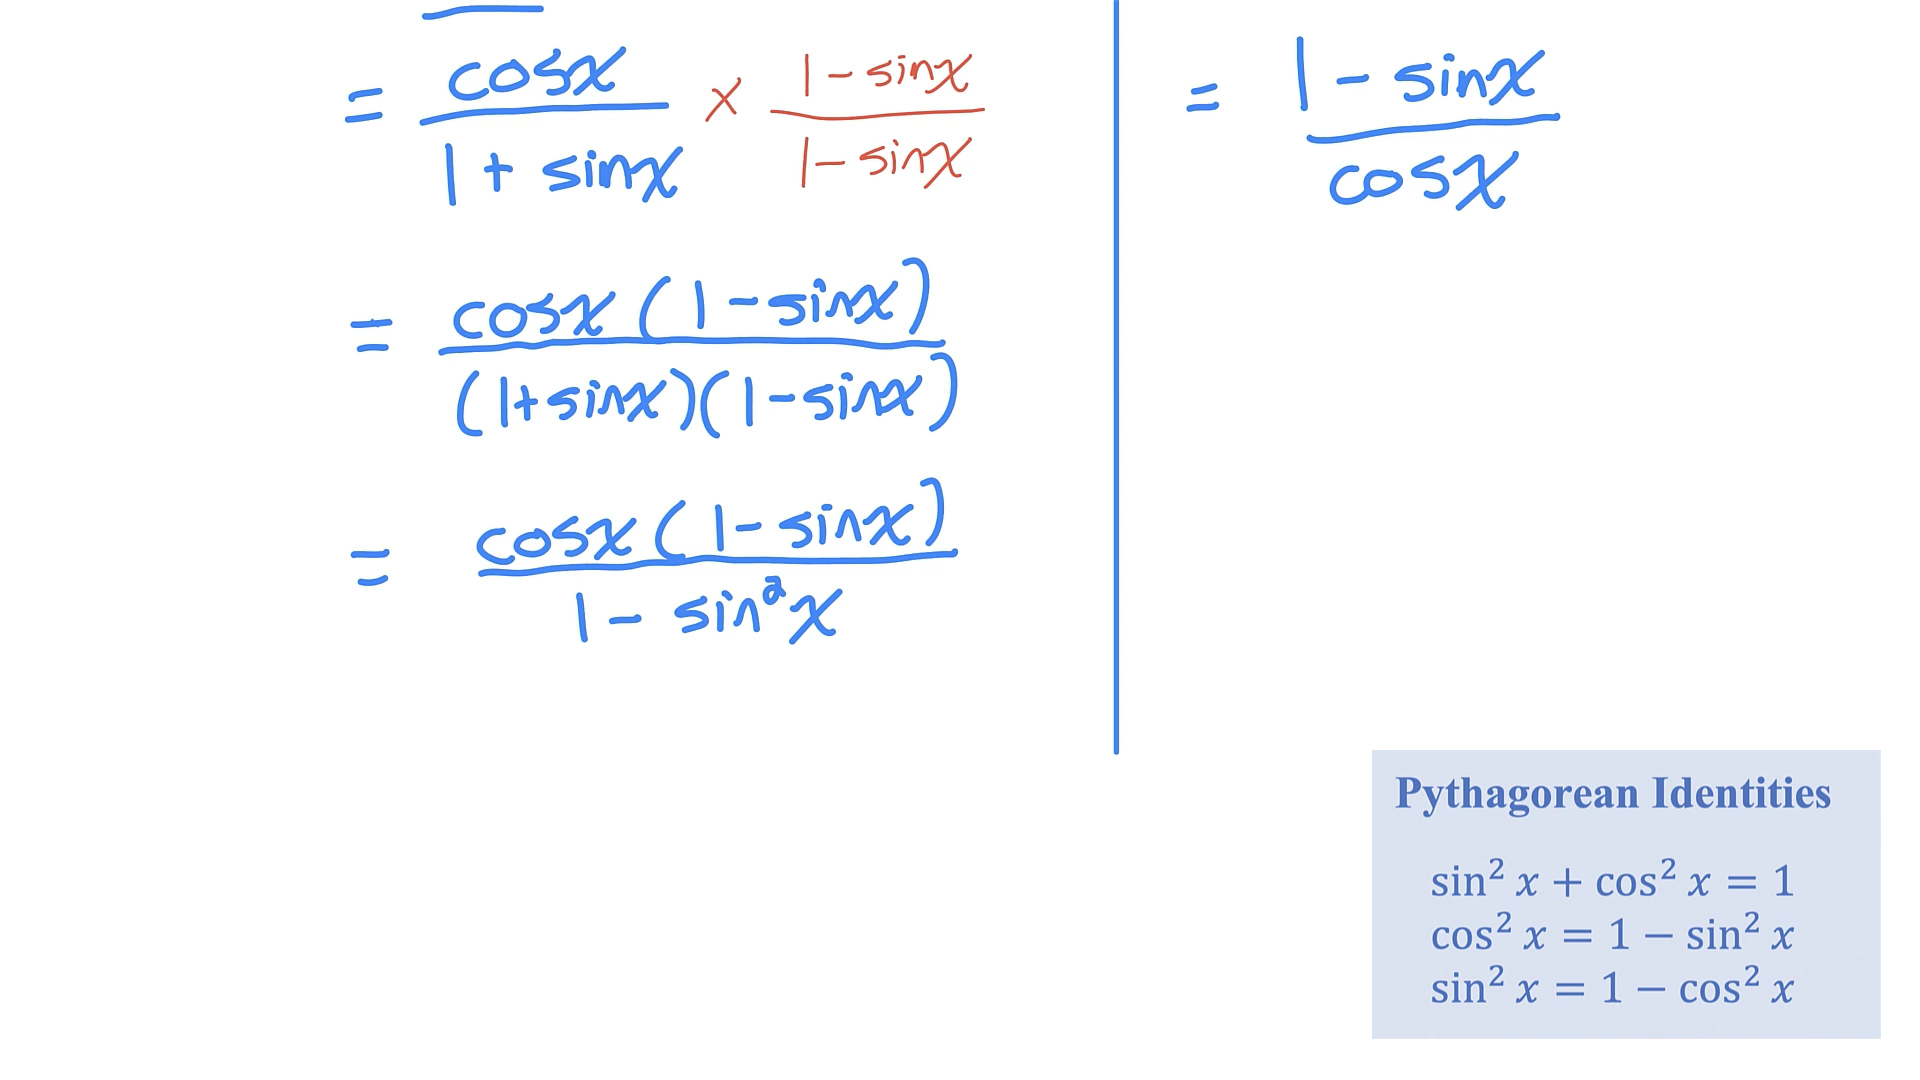 = cosx / 1 + sinx × 1 - sinx / 1 - sinx
= cosx (1 - sinx) / (1+sinx)(1 - sinx)
= cosx (1 - sinx) / 1 - sin²x
= 1 - sinx / cosx
Pythagorean Identities
sin² x + cos² x = 1
cos² x = 1 − sin² x
sin² x = 1 − cos² x